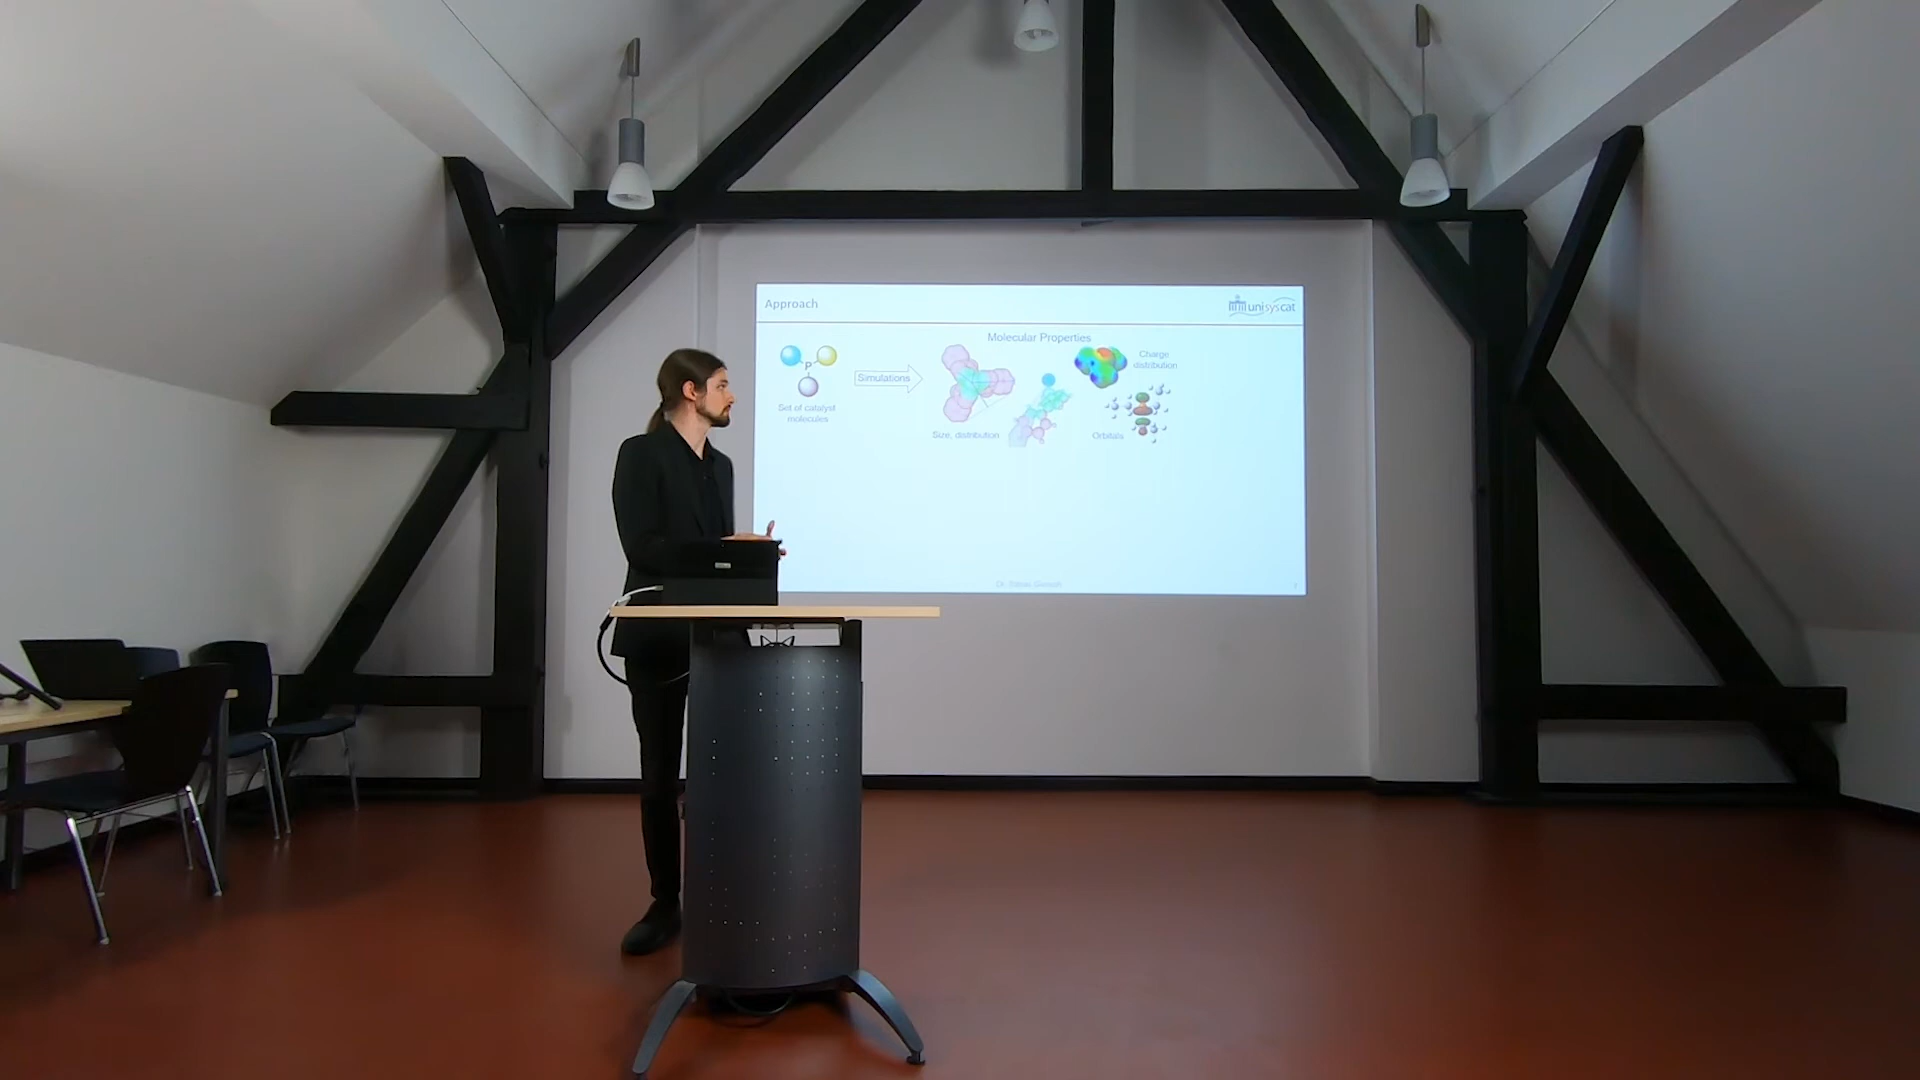 Approach
unisyscat
Molecular Properties
P
Simulations
Set of catalyst
molecules
Size, distribution
Charge
distribution
Orbitals